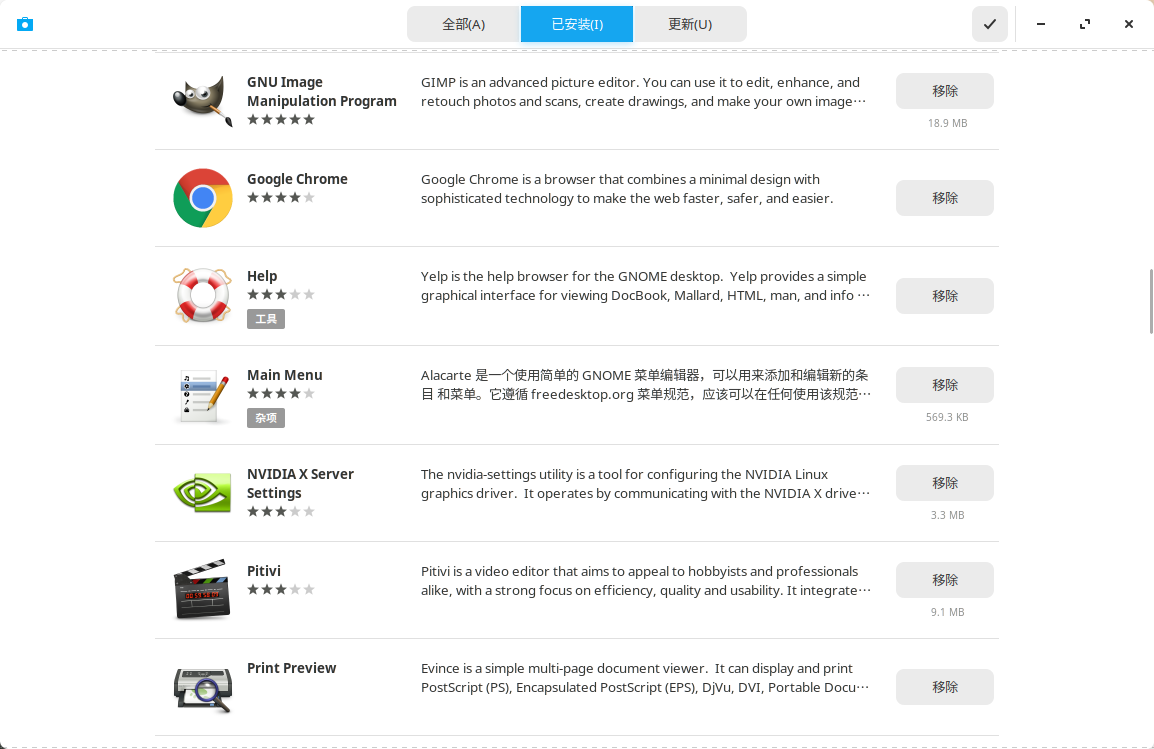 全部(A)
已安装(I)
更新(U)
GNU Image
Manipulation Program
GIMP is an advanced picture editor. You can use it to edit, enhance, and
retouch photos and scans, create drawings, and make your own image…
移除
18.9 MB
Google Chrome
Google Chrome is a browser that combines a minimal design with
sophisticated technology to make the web faster, safer, and easier.
移除
Help
工具
Yelp is the help browser for the GNOME desktop.  Yelp provides a simple
graphical interface for viewing DocBook, Mallard, HTML, man, and info …
移除
Main Menu
杂项
Alacarte 是一个使用简单的 GNOME 菜单编辑器，可以用来添加和编辑新的条
目 和菜单。它遵循 freedesktop.org 菜单规范，应该可以在任何使用该规范…
移除
569.3 KB
NVIDIA X Server
Settings
The nvidia-settings utility is a tool for configuring the NVIDIA Linux
graphics driver.  It operates by communicating with the NVIDIA X drive…
移除
3.3 MB
Pitivi
Pitivi is a video editor that aims to appeal to hobbyists and professionals
alike, with a strong focus on efficiency, quality and usability. It integrate…
移除
9.1 MB
Print Preview
Evince is a simple multi-page document viewer.  It can display and print
PostScript (PS), Encapsulated PostScript (EPS), DjVu, DVI, Portable Docu…
移除